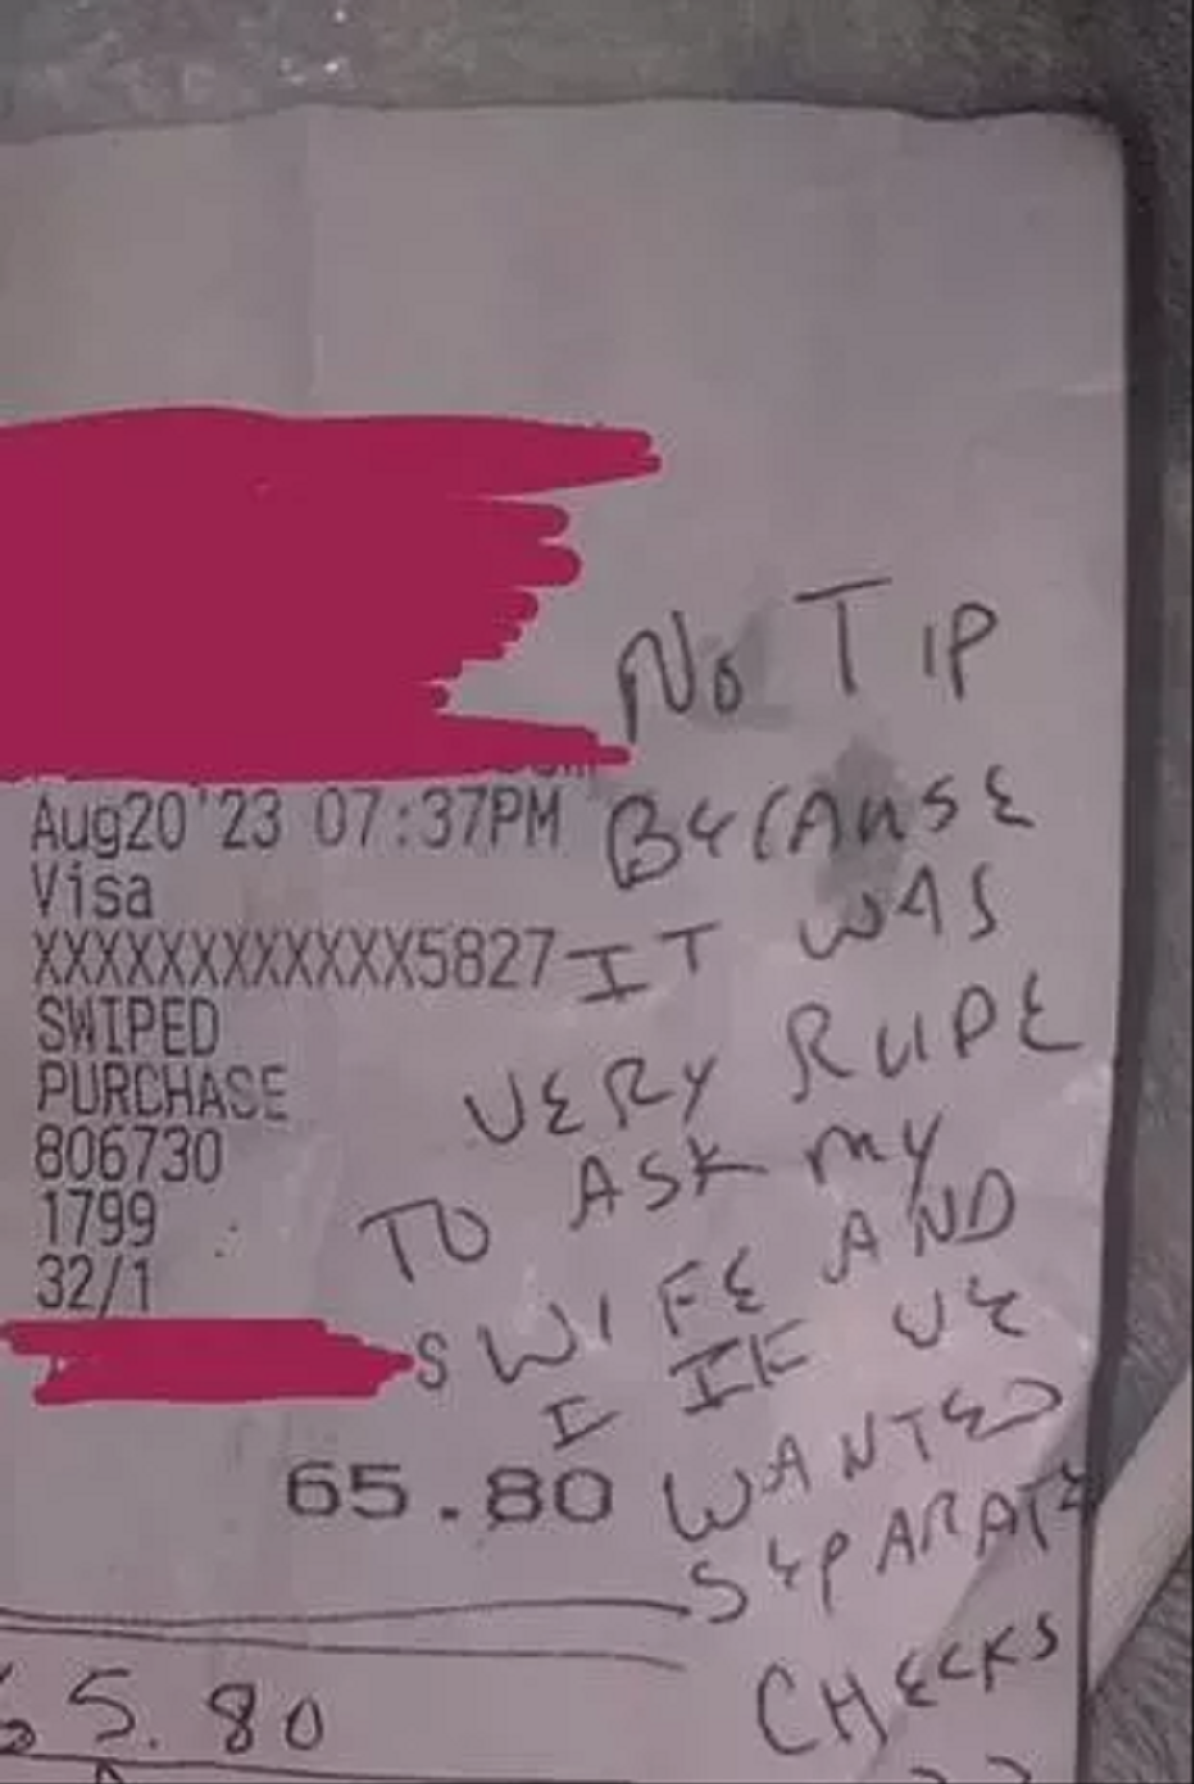 No TIP
Aug20'23 07:37PM BECAUSE
Visa
IT WAS
XXXXXXXXXXXX5827
SWIPED
VERY RUDE
PURCHASE
806730
TO ASK MY
1799
32/1
WIFE AND
I IF WE
65.80
WANTED
SEPARATE
CHECKS
65.80